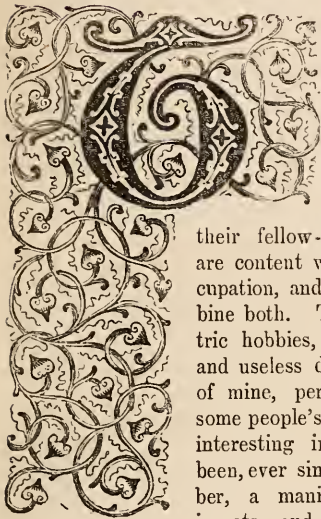 T
their fellow-
are content
cupation, and
bine both. T
tric hobbies,
and useless
of mine, per
some people's
interesting in
been, ever sin
ber, a mani
and